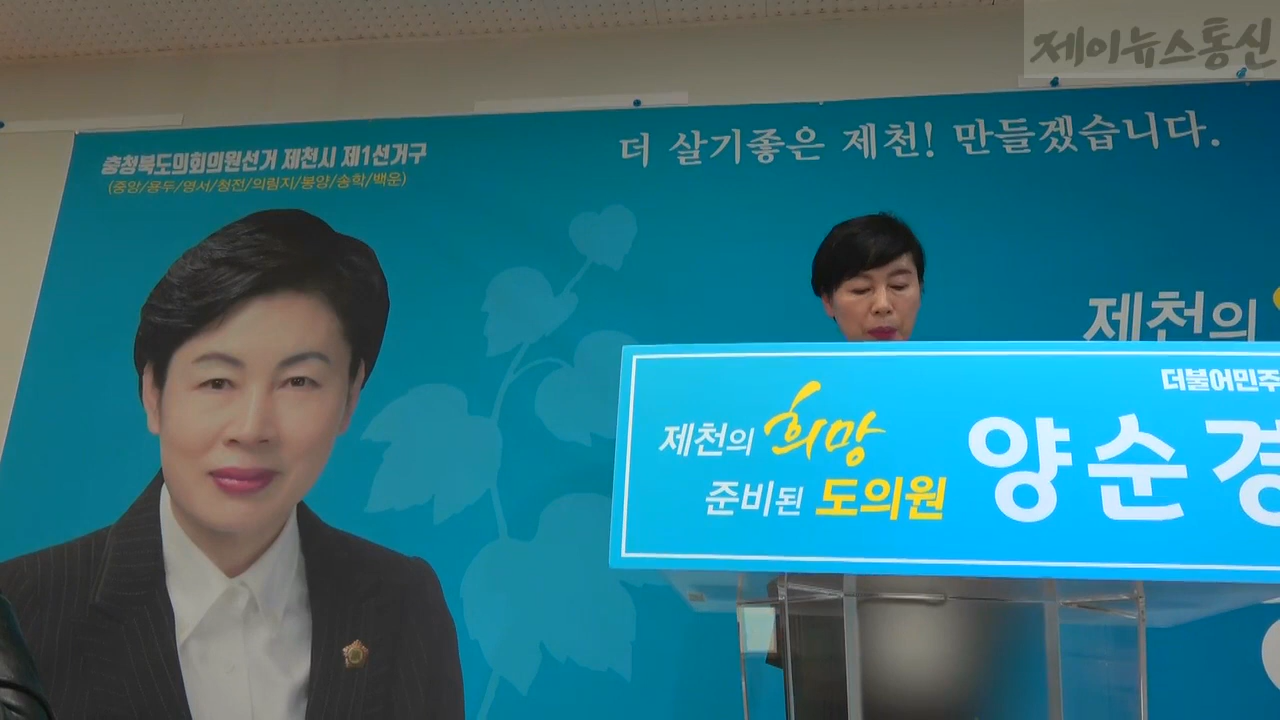 제이뉴스통신
더 살기좋은 제천! 만들겠습니다.
충청북도의회의원선거 제천시 제1선거구
(중앙/용두/영서/청전/의림지/봉양/송학/백운)
제천의
더불어민주
제천의 희망
준비된 도의원
양순경